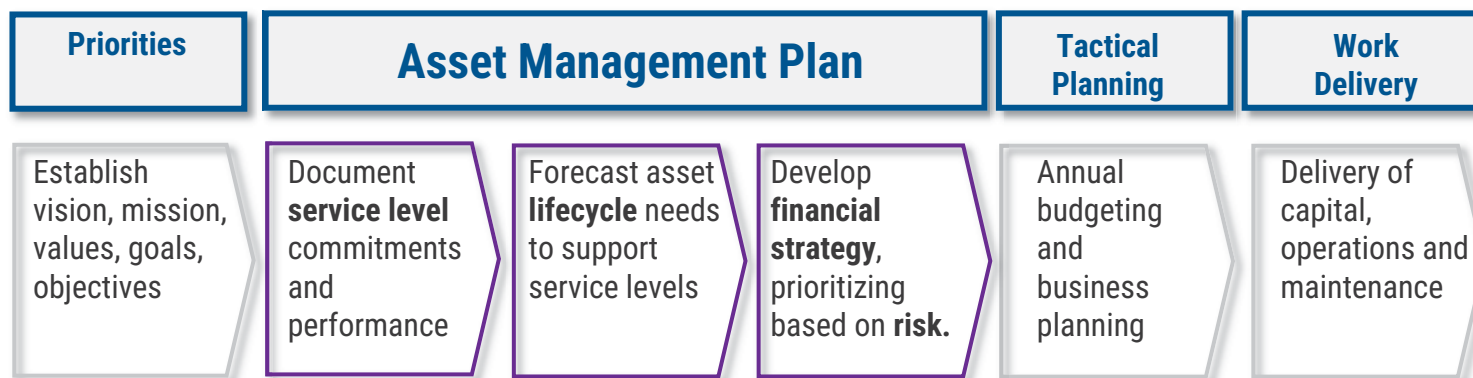 Priorities
Asset Management Plan
Tactical
Planning
Work
Delivery
Establish
vision, mission,
values, goals,
objectives
Document
service level
commitments
and
performance
Forecast asset
lifecycle needs
to support
service levels
Develop
financial
strategy,
prioritizing
based on risk.
Annual
budgeting
and
business
planning
Delivery of
capital,
operations and
maintenance